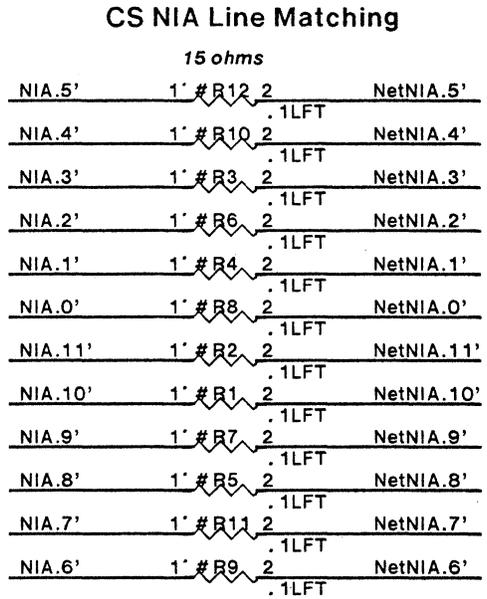 CS NIA Line Matching
15 ohms
NIA.5' 1' #R12 2 NetNIA.5'
.1LFT
NIA.4' 1' #R10 2 NetNIA.4'
.1LFT
NIA.3' 1' #R3 2 NetNIA.3'
.1LFT
NIA.2' 1' #R6 2 NetNIA.2'
.1LFT
NIA.1' 1' #R4 2 NetNIA.1'
.1LFT
NIA.0' 1' #R8 2 NetNIA.0'
.1LFT
NIA.11' 1' #R2 2 NetNIA.11'
.1LFT
NIA.10' 1' #R1 2 NetNIA.10'
.1LFT
NIA.9' 1' #R7 2 NetNIA.9'
.1LFT
NIA.8' 1' #R5 2 NetNIA.8'
.1LFT
NIA.7' 1' #R11 2 NetNIA.7'
.1LFT
NIA.6' 1' #R9 2 NetNIA.6'
.1LFT